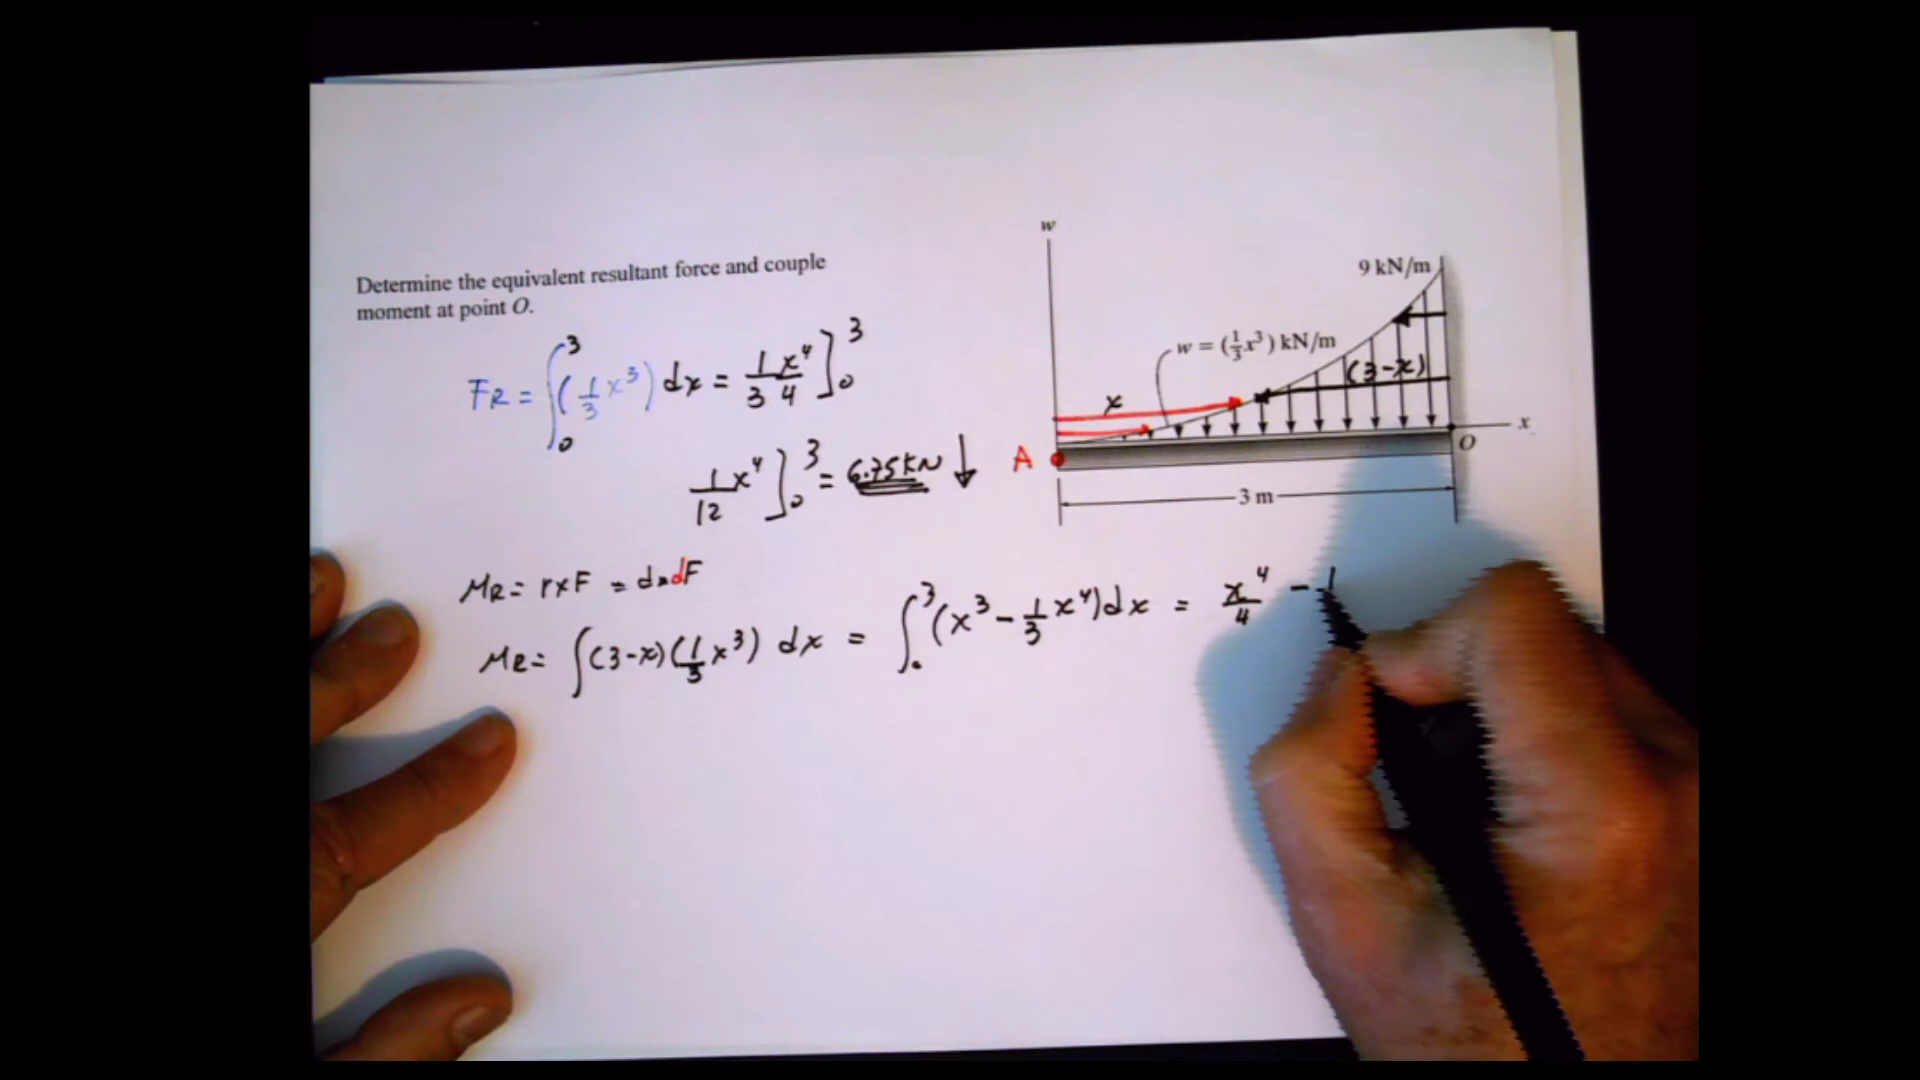 Determine the equivalent resultant force and couple
moment at point O.
FR = ∫₀³ (1/3 x³) dx = 1/3 x⁴/4 ]₀³
1/12 x⁴ ]₀³ = 6.75 kN ↓
MR = r x F = d x dF
MR = ∫(3-x)(1/3 x³) dx = ∫₀³ (x³ - 1/3 x⁴) dx = x⁴/4 - 1
w
9 kN/m
w = (1/3 x³) kN/m
(3-x)
x
x
A
O
3 m